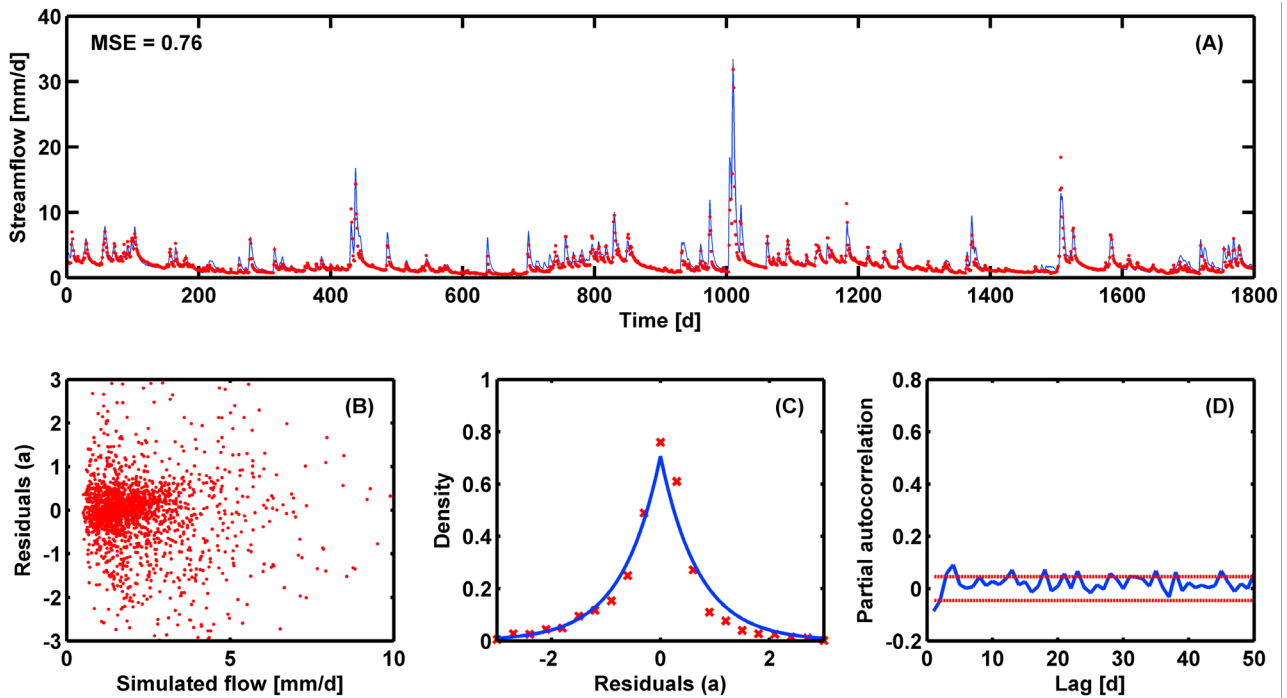 MSE = 0.76
(A)
Streamflow [mm/d]
40
30
20
10
0
0 200 400 600 800 1000 1200 1400 1600 1800
Time [d]
(B)
Residuals (a)
3
2
1
0
-1
-2
-3
0 5 10
Simulated flow [mm/d]
(C)
Density
1
0.8
0.6
0.4
0.2
0
-2 0 2
Residuals (a)
(D)
Partial autocorrelation
0.8
0.6
0.4
0.2
0
-0.2
0 10 20 30 40 50
Lag [d]